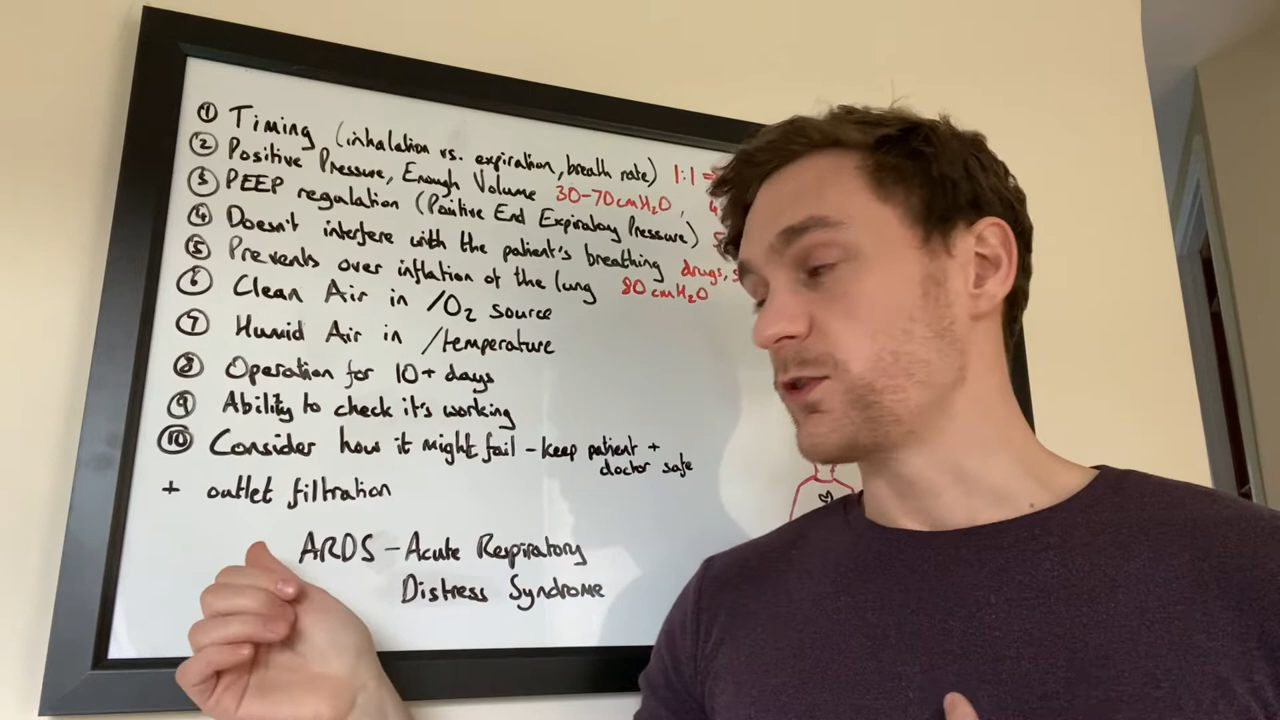 ① Timing (inhalation vs. expiration, breath rate) 1:1 =
② Positive Pressure, Enough Volume 30-70cmH₂O, 4
③ PEEP regulation (Positive End Expiratory Pressure) 5
④ Doesn't interfere with the patient's breathing drugs, s
⑤ Prevents over inflation of the lung 80 cmH₂O
⑥ Clean Air in /O₂ source
⑦ Humid Air in /temperature
⑧ Operation for 10+ days
⑨ Ability to check it's working
⑩ Consider how it might fail - keep patient +
doctor safe
+ outlet filtration
ARDS - Acute Respiratory
Distress Syndrome